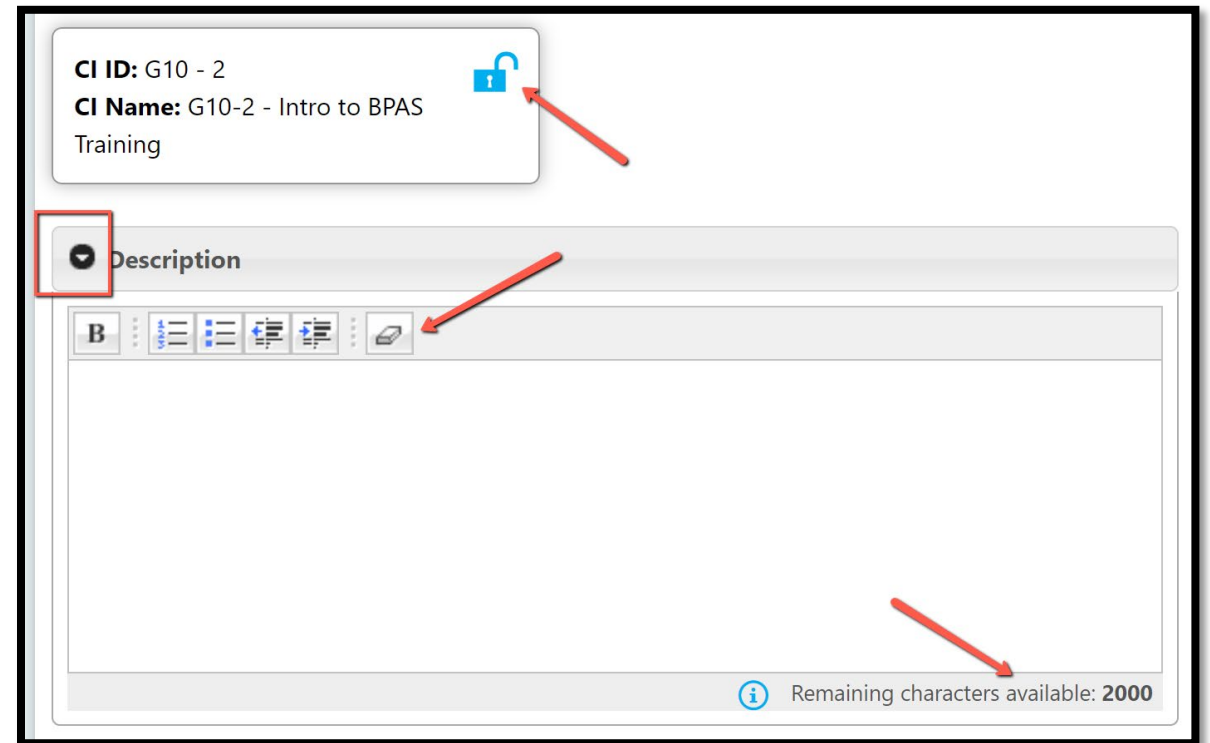 CI ID: G10 - 2
CI Name: G10-2 - Intro to BPAS
Training
Description
B
Remaining characters available: 2000